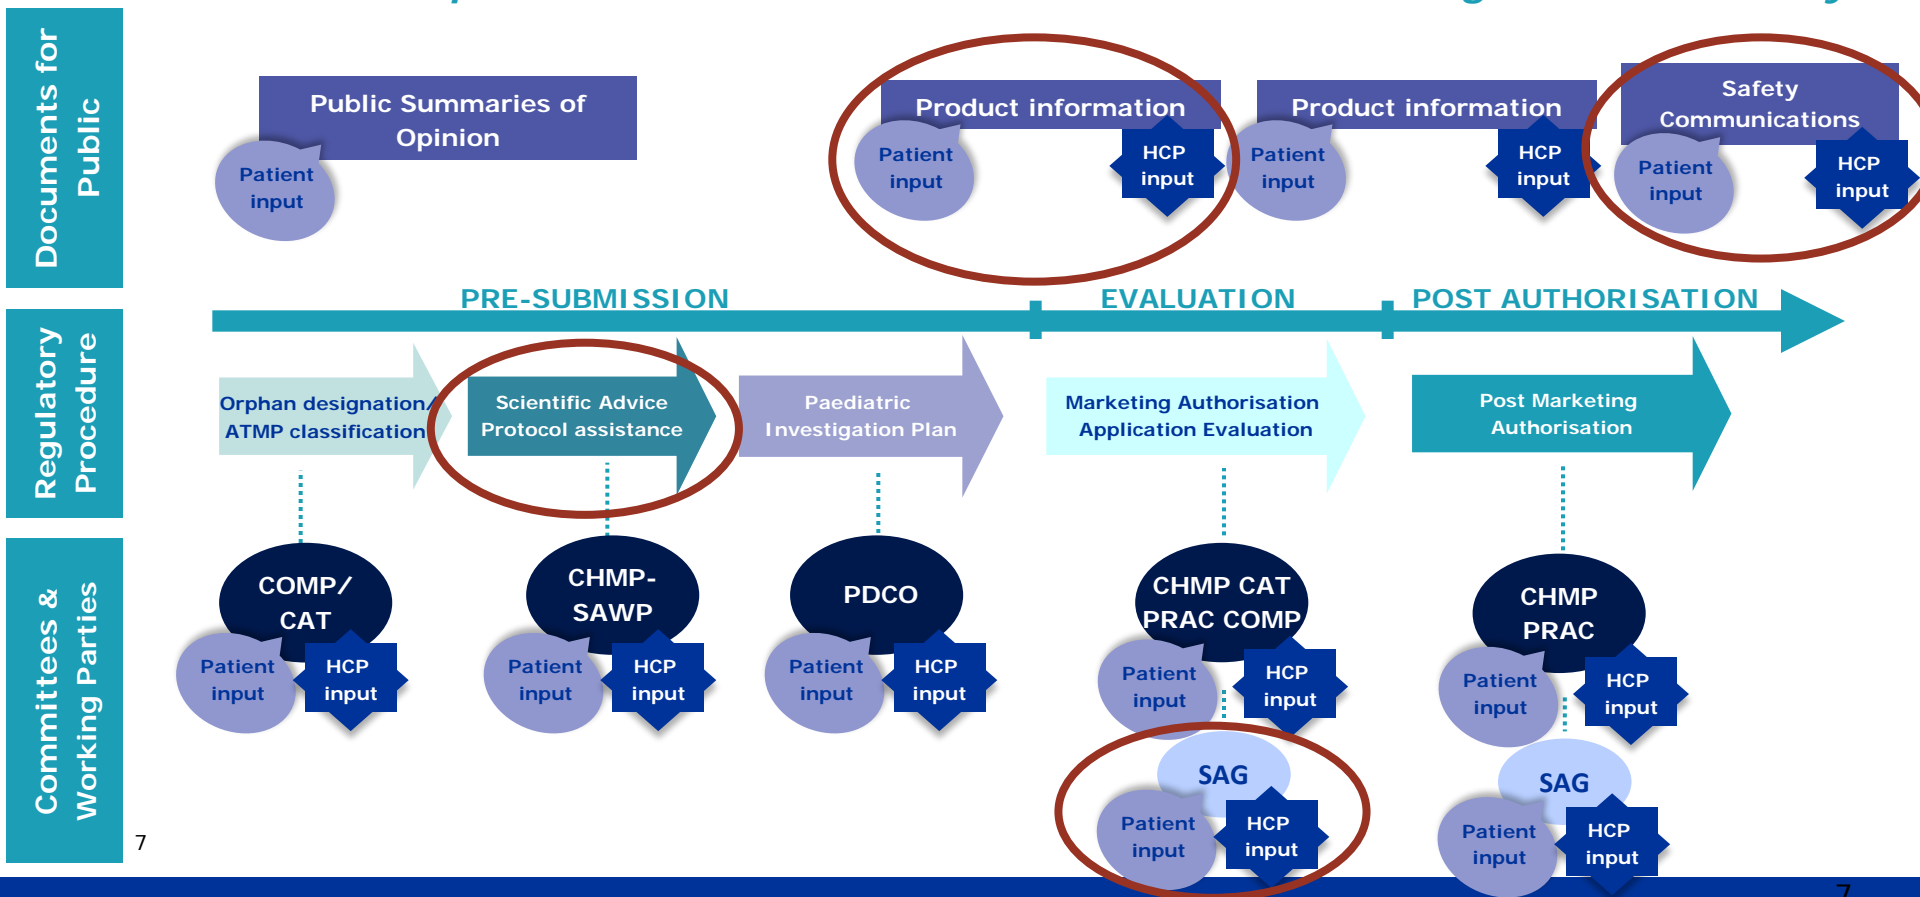 Documents for
Public
Public Summaries of
Opinion
Patient
input
Product information
Patient
input
HCP
input
Product information
Patient
input
HCP
input
Safety
Communications
Patient
input
HCP
input
Regulatory
Procedure
PRE-SUBMISSION
EVALUATION
POST AUTHORISATION
Orphan designation/
ATMP classification
Scientific Advice
Protocol assistance
Paediatric
Investigation Plan
Marketing Authorisation
Application Evaluation
Post Marketing
Authorisation
Committees &
Working Parties
COMP/
CAT
Patient
input
HCP
input
CHMP-
SAWP
Patient
input
HCP
input
PDCO
Patient
input
HCP
input
CHMP CAT
PRAC COMP
Patient
input
HCP
input
SAG
Patient
input
HCP
input
CHMP
PRAC
Patient
input
HCP
input
SAG
Patient
input
HCP
input
7
7